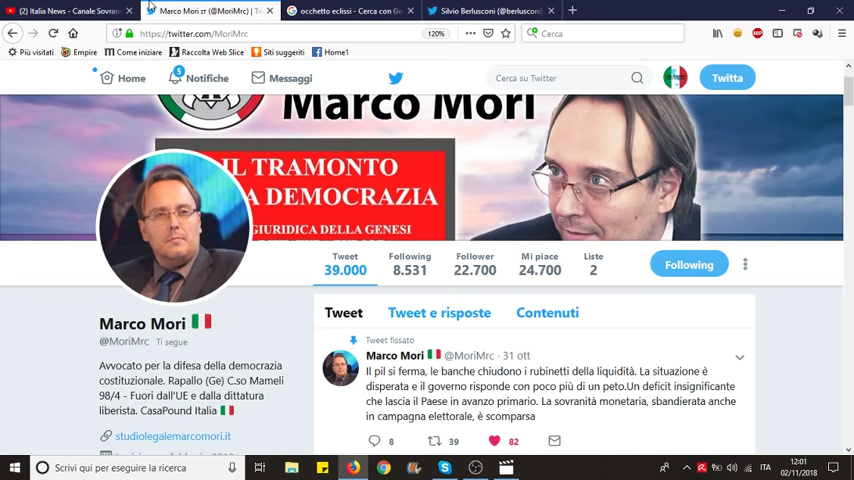 (2) Italia News - Canale Sovrani
Marco Mori IT (@MoriMrc) | Tw
occhetto eclissi - Cerca con Go
Silvio Berlusconi (@berlusconi)
https://twitter.com/MoriMrc
120%
Cerca
Più visitati
Empire
Come iniziare
Raccolta Web Slice
Siti suggeriti
Home1
Home
5
Notifiche
Messaggi
Cerca su Twitter
Twitta
Marco Mori
IL TRAMONTO
A DEMOCRAZIA
GIURIDICA DELLA GENESI
Tweet
39.000
Following
8.531
Follower
22.700
Mi piace
24.700
Liste
2
Following
Marco Mori
@MoriMrc Ti segue
Avvocato per la difesa della democrazia
costituzionale. Rapallo (Ge) C.so Mameli
98/4 - Fuori dall'UE e dalla dittatura
liberista. CasaPound Italia
studiolegalemarcomori.it
Tweet
Tweet e risposte
Contenuti
Tweet fissato
Marco Mori @MoriMrc · 31 ott
Il pil si ferma, le banche chiudono i rubinetti della liquidità. La situazione è
disperata e il governo risponde con poco più di un peto.Un deficit insignificante
che lascia il Paese in avanzo primario. La sovranità monetaria, sbandierata anche
in campagna elettorale, è scomparsa
8
39
82
Scrivi qui per eseguire la ricerca
ITA
12:01
02/11/2018